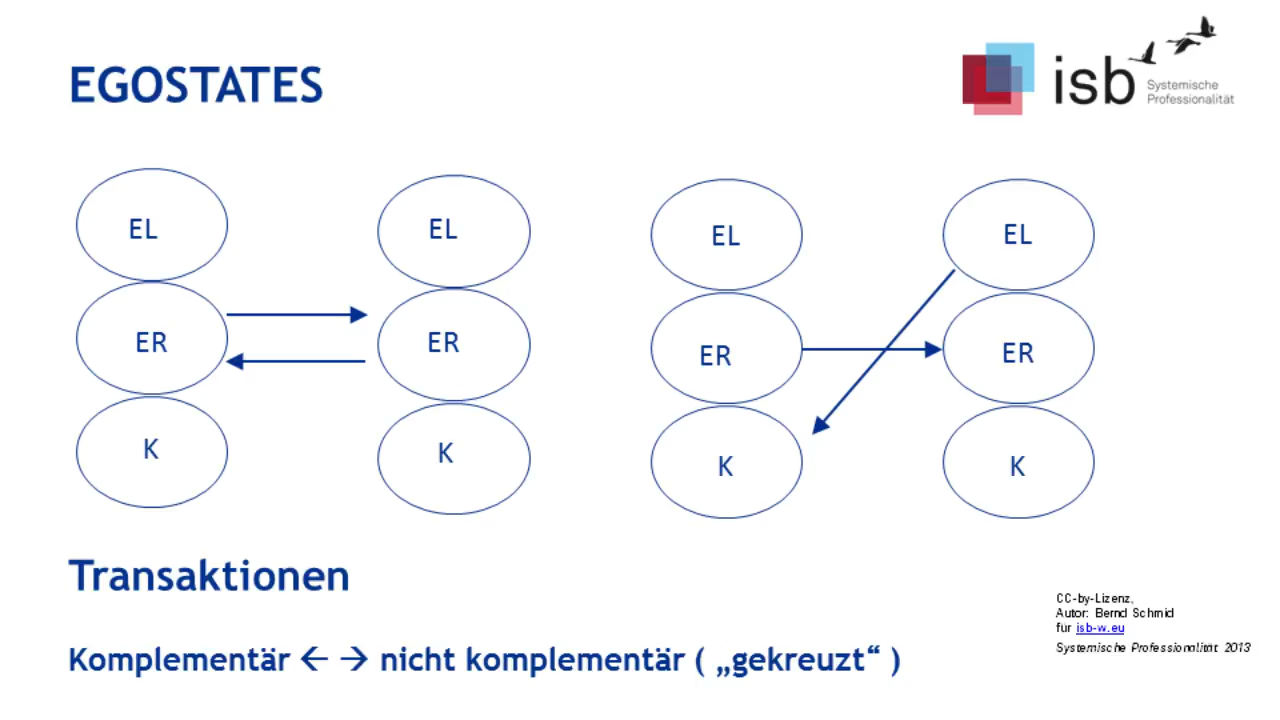 EGOSTATES
isb
Systemische
Professionalität
EL EL EL EL
ER ER ER ER
K K K K
Transaktionen
Komplementär ← → nicht komplementär ( „gekreuzt“ )
CC-by-Lizenz,
Autor: Bernd Schmid
für isb-w.eu
Systemische Professionalität 2013